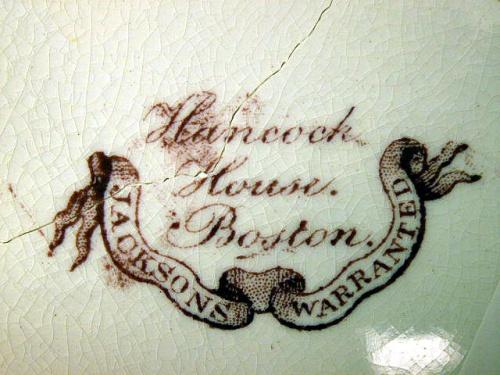 Hancock
House.
Boston.
JACKSONS WARRANTED